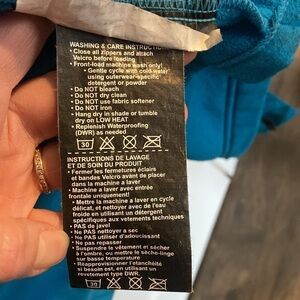 WASHING & CARE INSTRUCTIO
• Close all zippers and attach
Velcro before loading
• Front-load machine wash only!
• Gentle cycle with cold water
using outerwear-specific
detergent or powder
• Do NOT bleach
• Do NOT dry clean
• Do NOT use fabric softener
• Do NOT iron
• Hang dry in shade or tumble
dry on LOW HEAT
• Replenish Waterproofing
(DWR) as needed
30
INSTRUCTIONS DE LAVAGE
ET DE SOIN DU PRODUIT
• Fermer les fermetures éclairs
et bandes Velcro avant de placer
dans la machine à laver
• Machine à laver avec entrée
frontale uniquement!
• Mettre la machine à laver en cycle
délicat, et nettoyer avec de l'eau
froide en utilisant un détergent
spécifiques aux vetements techniques
• PAS de javel
• Ne PAS nettoyer a sec
• Ne PAS utiliser d'adoucissant
• Ne pas repasser
• Suspendre le vêtement et sécher
à l'ombre, ou mettre le sèche-linge
sur basse temperature
• Réapprovisionner l'étanchéité
si besoin est, en utilisant un
revêtement type DWR
30